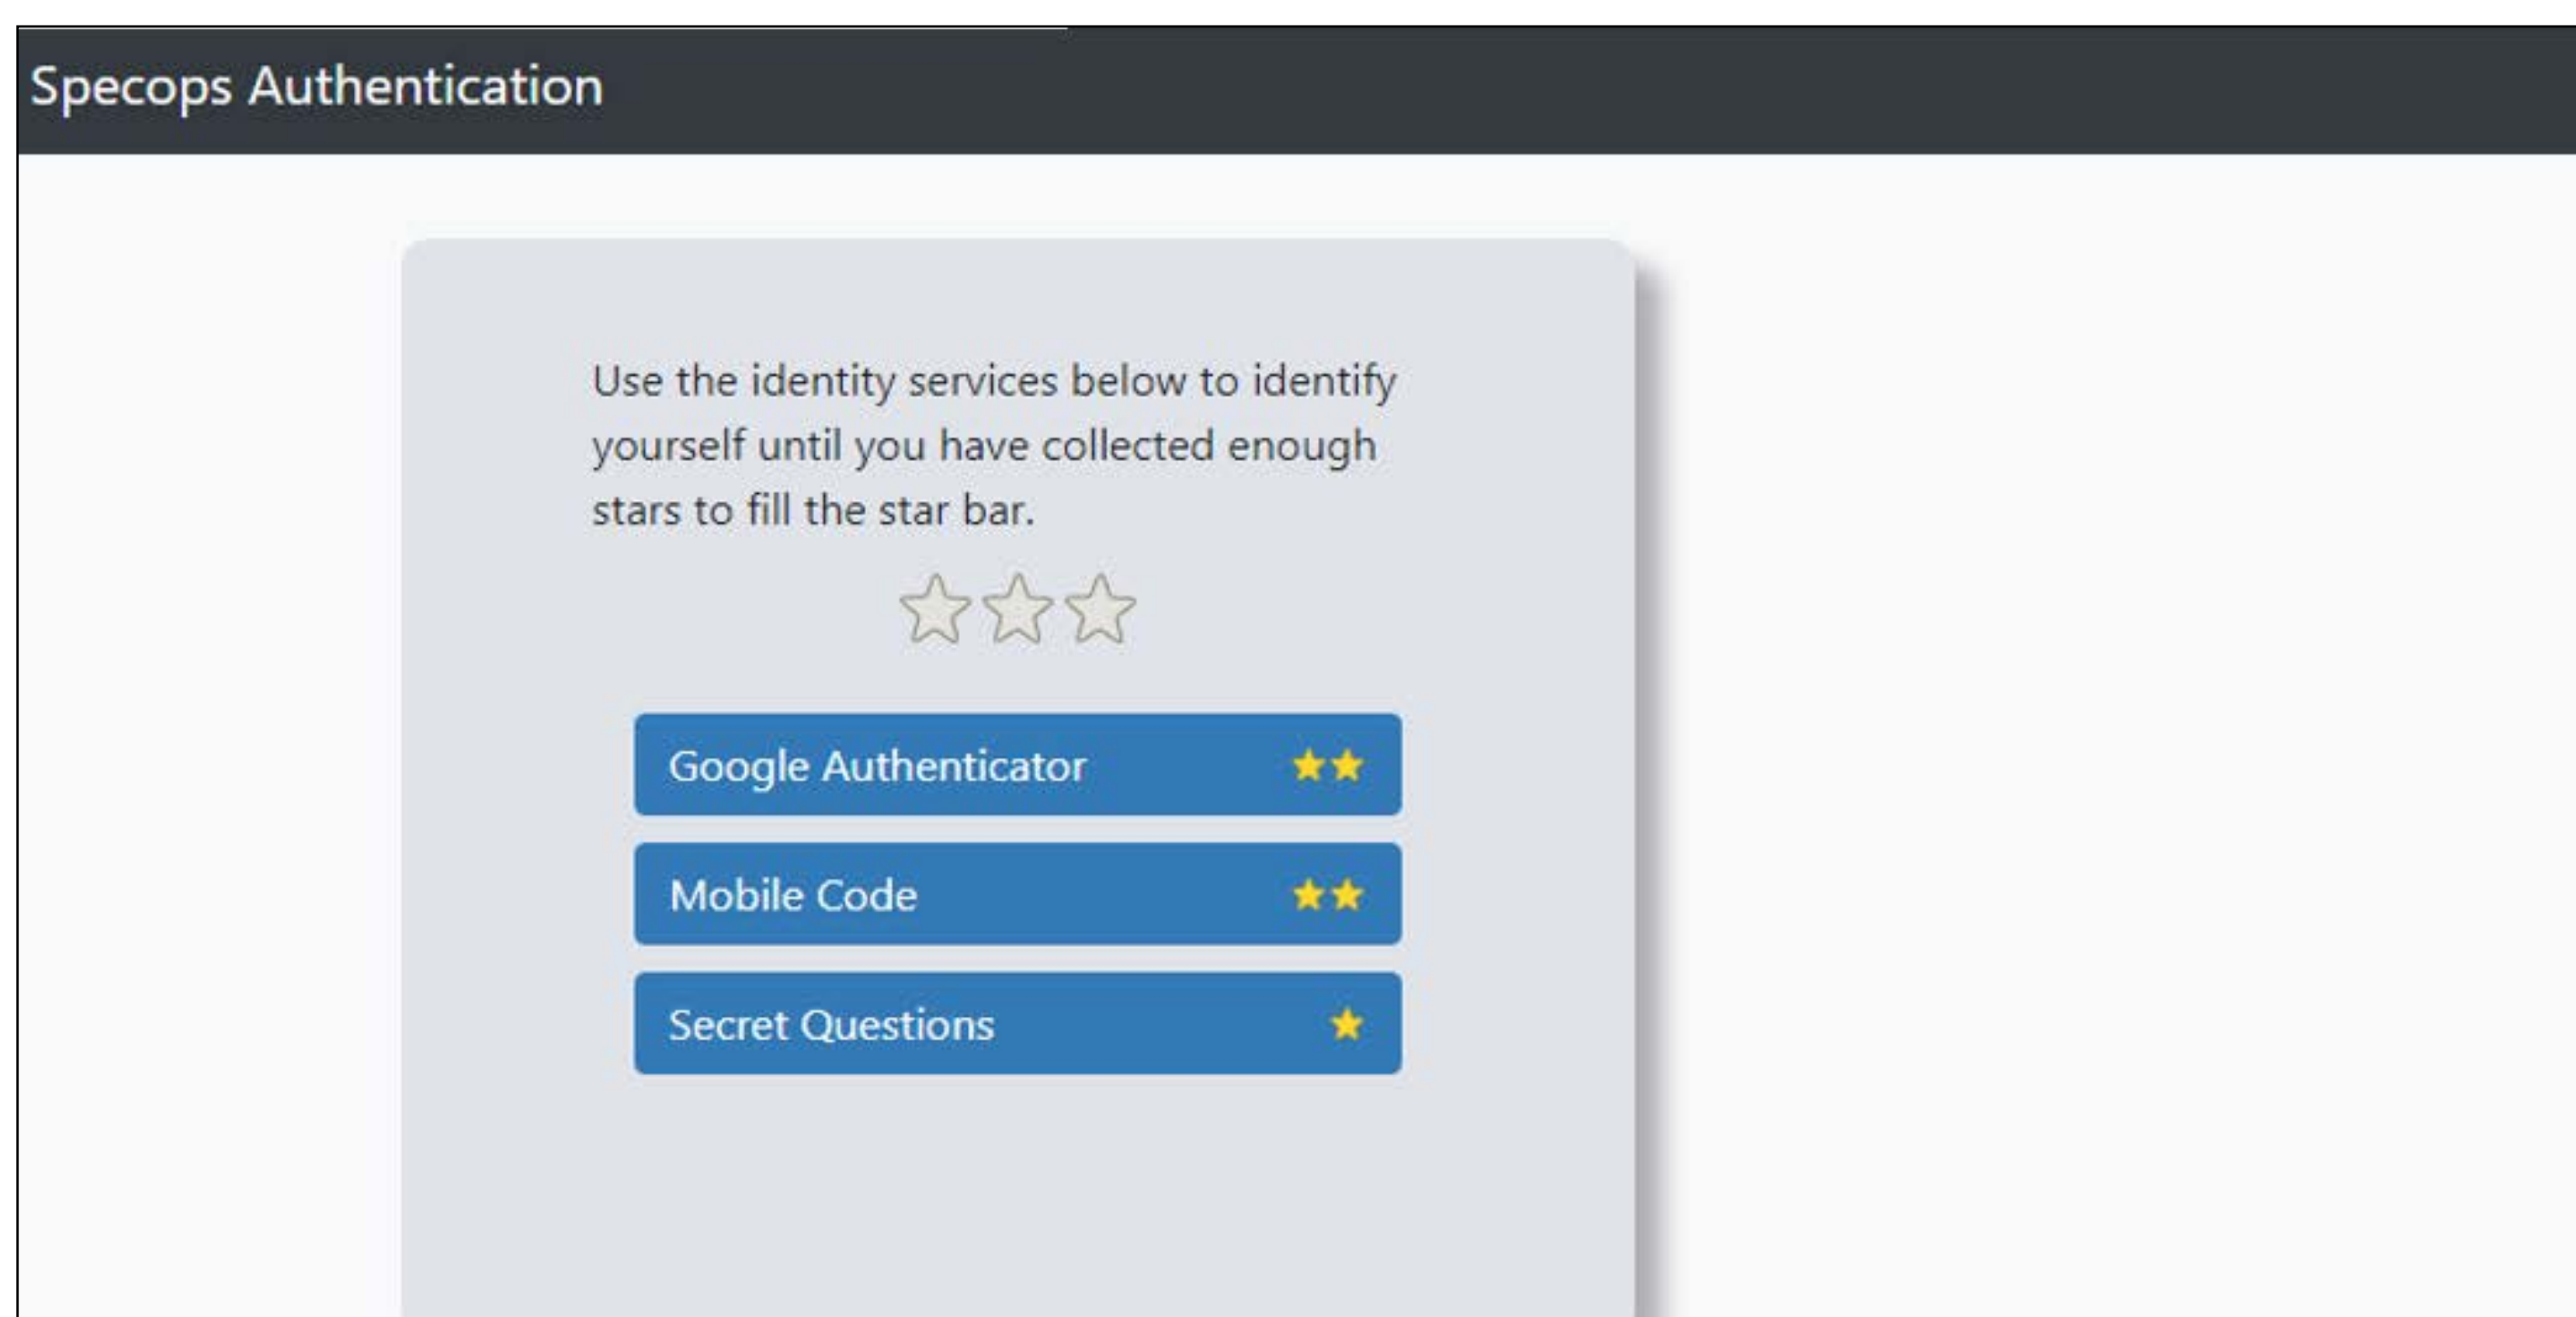 Specops Authentication
Use the identity services below to identify
yourself until you have collected enough
stars to fill the star bar.
Google Authenticator
Mobile Code
Secret Questions